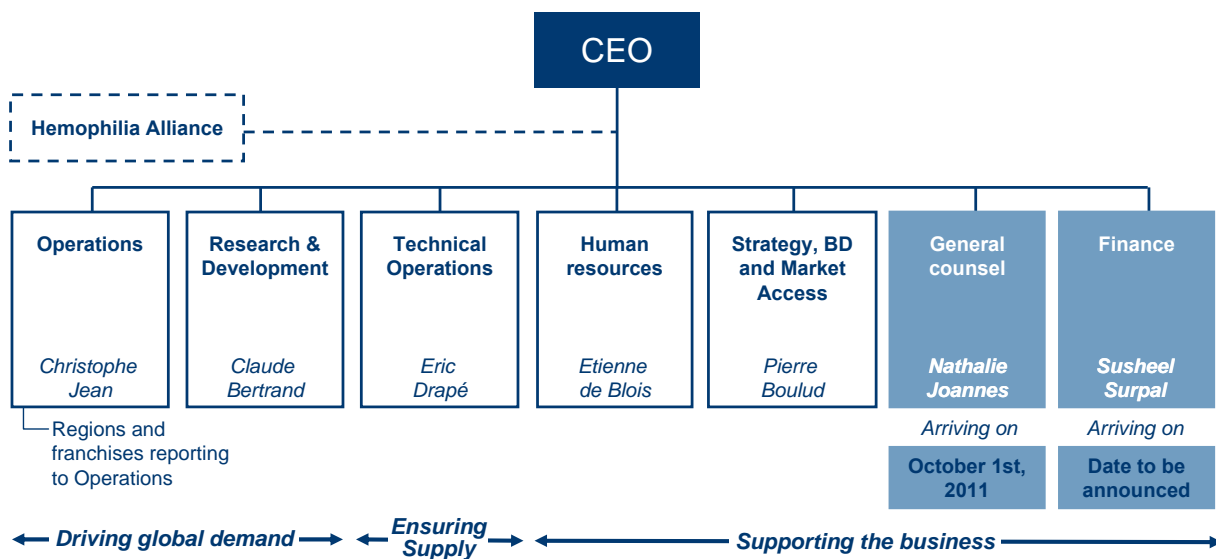 CEO
Hemophilia Alliance
Operations
Christophe
Jean
Research &
Development
Claude
Bertrand
Technical
Operations
Eric
Drapé
Human
resources
Etienne
de Blois
Strategy, BD
and Market
Access
Pierre
Boulud
General
counsel
Nathalie
Joannes
Finance
Susheel
Surpal
Regions and
franchises reporting
to Operations
Arriving on
October 1st,
2011
Arriving on
Date to be
announced
Driving global demand
Ensuring
Supply
Supporting the business